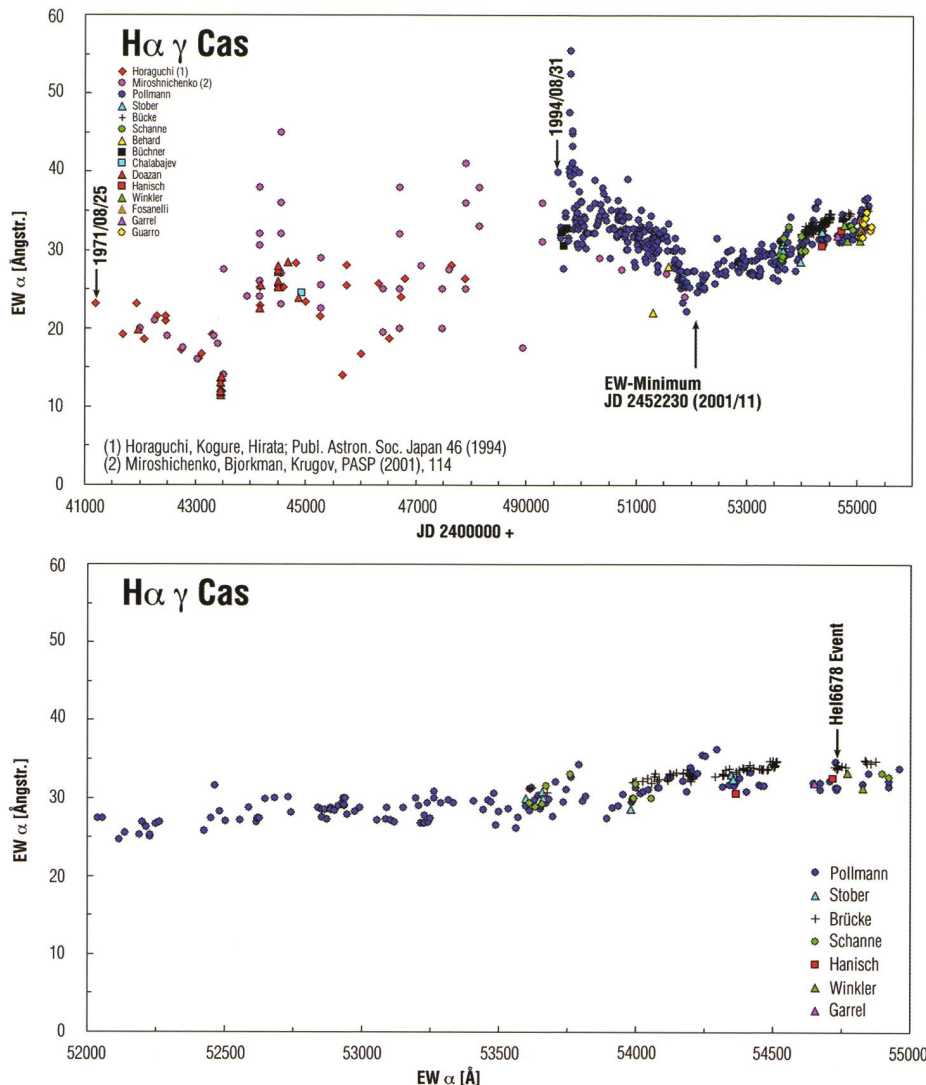 Hα γ Cas
Horaguchi (1)
Miroshnichenko (2)
Pollmann
Stober
Bücke
Schanne
Behard
Büchner
Chalabajev
Doazan
Hanisch
Winkler
Fosanelli
Garrel
Guarro
1971/08/25
1994/08/31
EW-Minimum
JD 2452230 (2001/11)
(1) Horaguchi, Kogure, Hirata; Publ. Astron. Soc. Japan 46 (1994)
(2) Miroshichenko, Bjorkman, Krugov, PASP (2001), 114
EW α [Ångstr.]
60
50
40
30
20
10
0
41000 43000 45000 47000 49000 51000 53000 55000
JD 2400000 +
Hα γ Cas
HeI6678 Event
Pollmann
Stober
Brücke
Schanne
Hanisch
Winkler
Garrel
EW α [Ångstr.]
60
50
40
30
20
10
0
52000 52500 53000 53500 54000 54500 55000
EW α [Å]